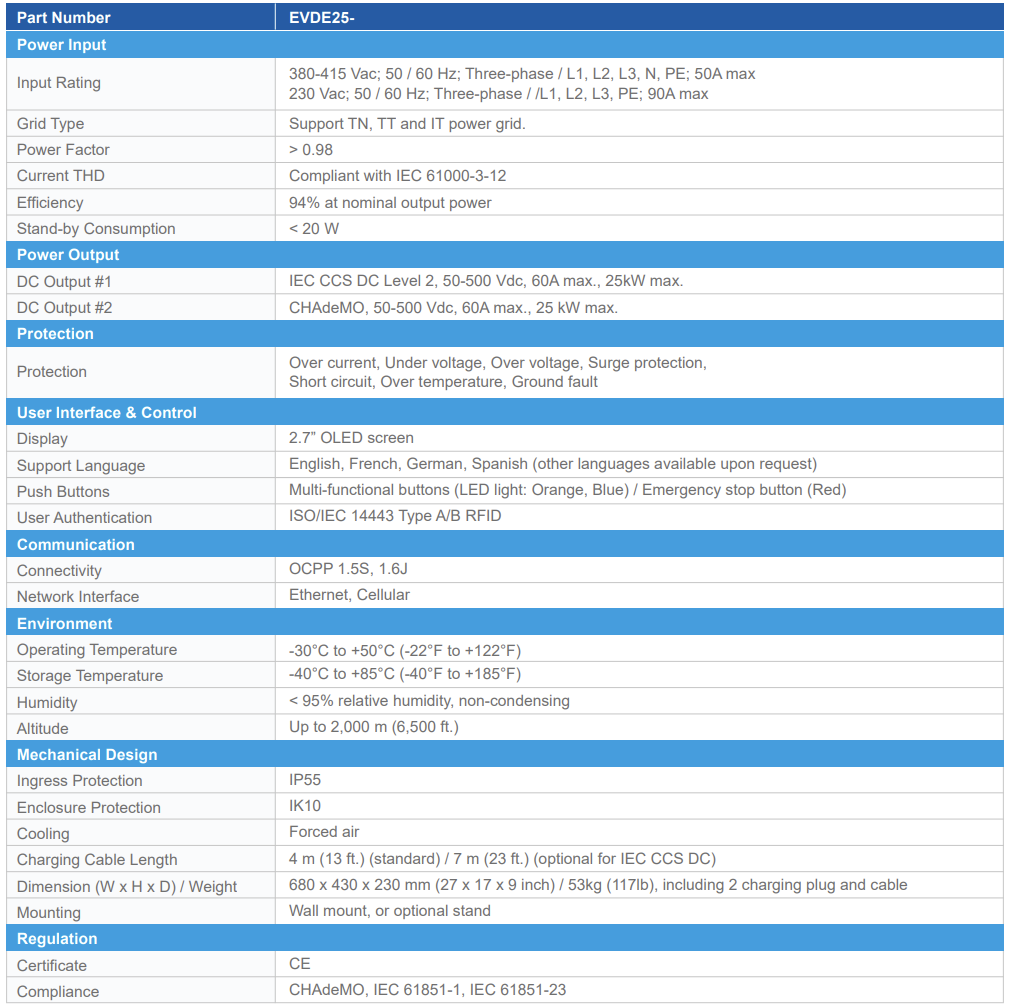 Part Number EVDE25-
Power Input
Input Rating 380-415 Vac; 50 / 60 Hz; Three-phase / L1, L2, L3, N, PE; 50A max
230 Vac; 50 / 60 Hz; Three-phase / /L1, L2, L3, PE; 90A max
Grid Type Support TN, TT and IT power grid.
Power Factor > 0.98
Current THD Compliant with IEC 61000-3-12
Efficiency 94% at nominal output power
Stand-by Consumption < 20 W
Power Output
DC Output #1 IEC CCS DC Level 2, 50-500 Vdc, 60A max., 25kW max.
DC Output #2 CHAdeMO, 50-500 Vdc, 60A max., 25 kW max.
Protection
Protection Over current, Under voltage, Over voltage, Surge protection,
Short circuit, Over temperature, Ground fault
User Interface & Control
Display 2.7” OLED screen
Support Language English, French, German, Spanish (other languages available upon request)
Push Buttons Multi-functional buttons (LED light: Orange, Blue) / Emergency stop button (Red)
User Authentication ISO/IEC 14443 Type A/B RFID
Communication
Connectivity OCPP 1.5S, 1.6J
Network Interface Ethernet, Cellular
Environment
Operating Temperature -30°C to +50°C (-22°F to +122°F)
Storage Temperature -40°C to +85°C (-40°F to +185°F)
Humidity < 95% relative humidity, non-condensing
Altitude Up to 2,000 m (6,500 ft.)
Mechanical Design
Ingress Protection IP55
Enclosure Protection IK10
Cooling Forced air
Charging Cable Length 4 m (13 ft.) (standard) / 7 m (23 ft.) (optional for IEC CCS DC)
Dimension (W x H x D) / Weight 680 x 430 x 230 mm (27 x 17 x 9 inch) / 53kg (117lb), including 2 charging plug and cable
Mounting Wall mount, or optional stand
Regulation
Certificate CE
Compliance CHAdeMO, IEC 61851-1, IEC 61851-23